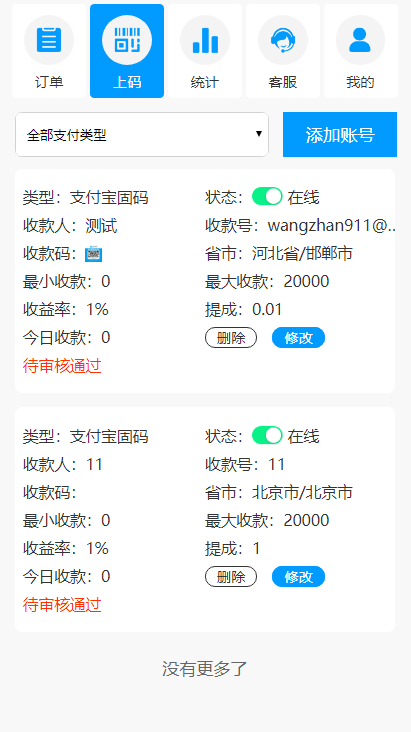 订单 上码 统计 客服 我的
全部支付类型 添加账号
类型：支付宝固码 状态： 在线
收款人：测试 收款号：wangzhan911@...
收款码： 省市：河北省/邯郸市
最小收款：0 最大收款：20000
收益率：1% 提成：0.01
今日收款：0 删除 修改
待审核通过
类型：支付宝固码 状态： 在线
收款人：11 收款号：11
收款码： 省市：北京市/北京市
最小收款：0 最大收款：20000
收益率：1% 提成：1
今日收款：0 删除 修改
待审核通过
没有更多了